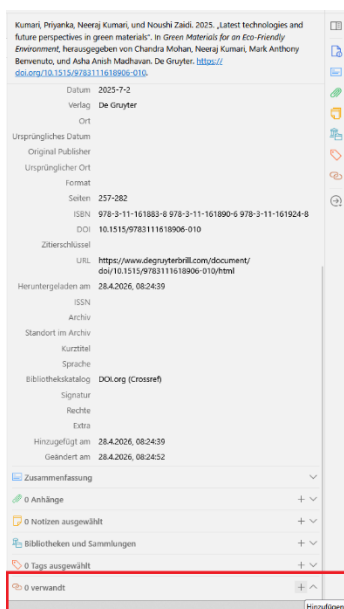 Kumari, Priyanka, Neeraj Kumari, und Noushi Zaidi. 2025. „Latest technologies and
future perspectives in green materials“. In Green Materials for an Eco-Friendly
Environment, herausgegeben von Chandra Mohan, Neeraj Kumari, Mark Anthony
Benvenuto, und Asha Anish Madhavan. De Gruyter. https://
doi.org/10.1515/9783111618906-010.
Datum 2025-7-2
Verlag De Gruyter
Ort
Ursprüngliches Datum
Original Publisher
Ursprünglicher Ort
Format
Seiten 257-282
ISBN 978-3-11-161883-8 978-3-11-161890-6 978-3-11-161924-8
DOI 10.1515/9783111618906-010
Zitierschlüssel
URL https://www.degruyterbrill.com/document/
doi/10.1515/9783111618906-010/html
Heruntergeladen am 28.4.2026, 08:24:39
ISSN
Archiv
Standort im Archiv
Kurztitel
Sprache
Bibliothekskatalog DOI.org (Crossref)
Signatur
Rechte
Extra
Hinzugefügt am 28.4.2026, 08:24:39
Geändert am 28.4.2026, 08:24:52
Zusammenfassung
0 Anhänge
0 Notizen ausgewählt
Bibliotheken und Sammlungen
0 Tags ausgewählt
0 verwandt
Hinzufügen